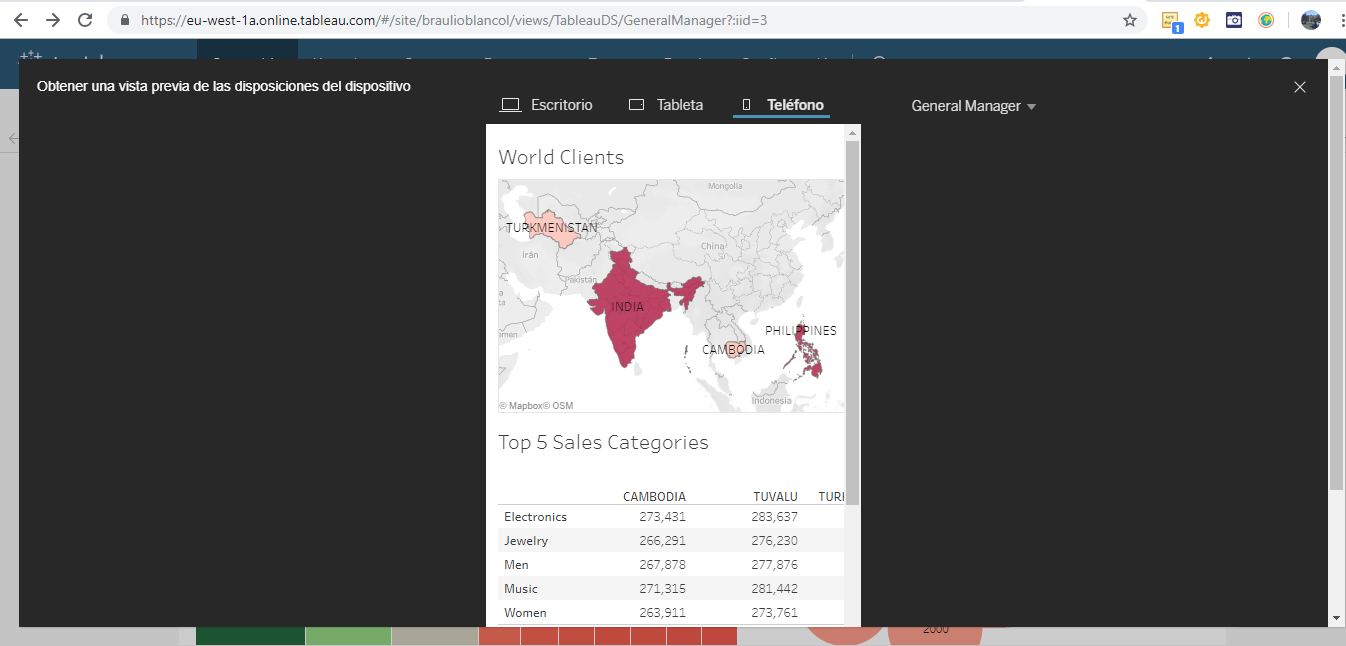 https://eu-west-1a.online.tableau.com/#/site/braulioblancol/views/TableauDS/GeneralManager?:iid=3
1
Obtener una vista previa de las disposiciones del dispositivo
Escritorio Tableta Teléfono General Manager
World Clients
Mongolia
TURKMENISTAN
China
Irán
Pakistán
INDIA
PHILIPPINES
CAMBODIA
Indonesia
© Mapbox© OSM
Top 5 Sales Categories
CAMBODIA TUVALU
Electronics 273,431 283,637
Jewelry 266,291 276,230
Men 267,878 277,876
Music 271,315 281,442
Women 263,911 273,761
2000